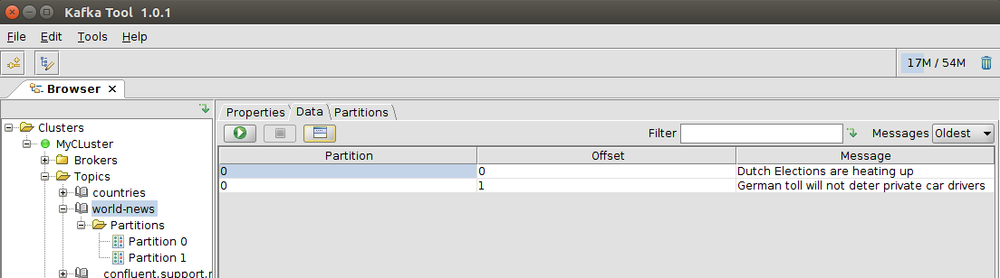 Kafka Tool 1.0.1
File Edit Tools Help
17M / 54M
Browser
Properties Data Partitions
Filter Messages Oldest
Clusters
MyCLuster
Brokers
Topics
countries
world-news
Partitions
Partition 0
Partition 1
confluent.support.
Partition Offset Message
0 0 Dutch Elections are heating up
0 1 German toll will not deter private car drivers